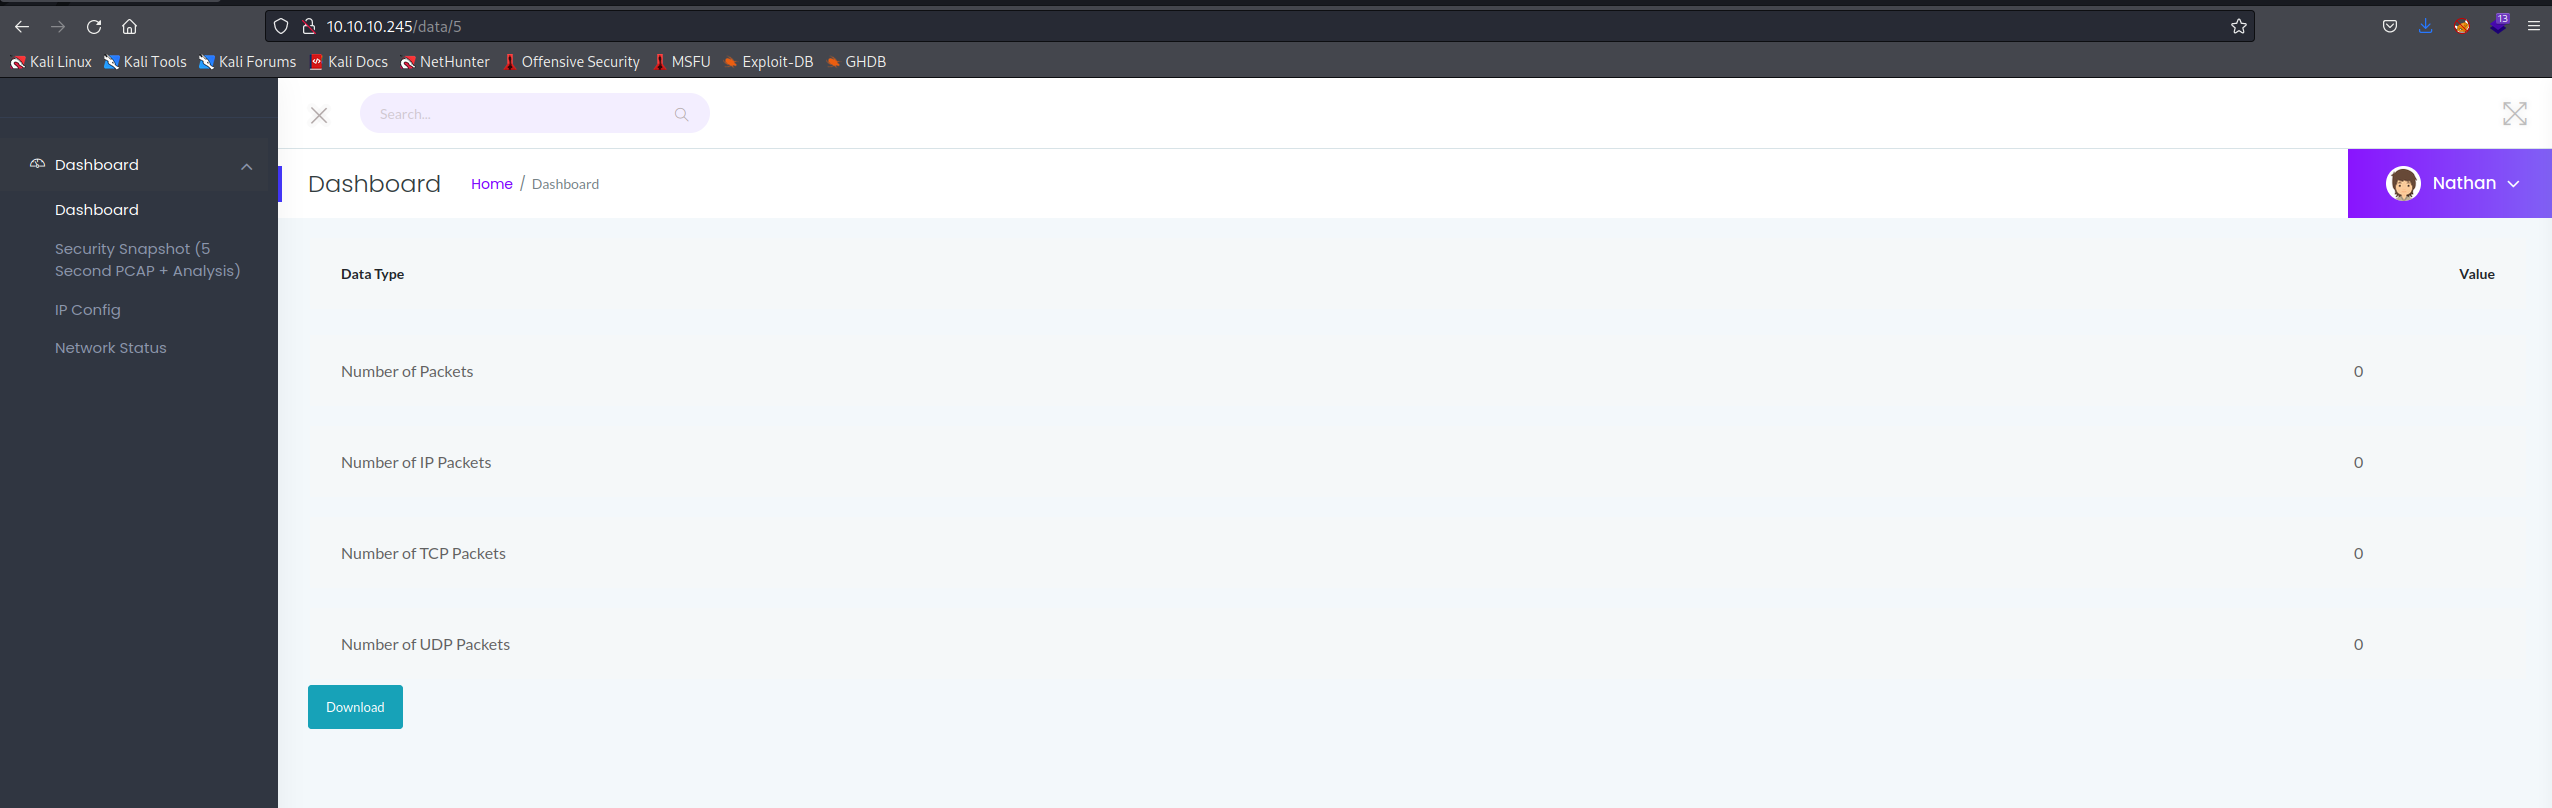 10.10.10.245/data/5
13
Kali Linux Kali Tools Kali Forums Kali Docs NetHunter Offensive Security MSFU Exploit-DB GHDB
Search...
Dashboard
Dashboard
Security Snapshot (5
Second PCAP + Analysis)
IP Config
Network Status
Dashboard Home / Dashboard
Nathan
Data Type Value
Number of Packets 0
Number of IP Packets 0
Number of TCP Packets 0
Number of UDP Packets 0
Download